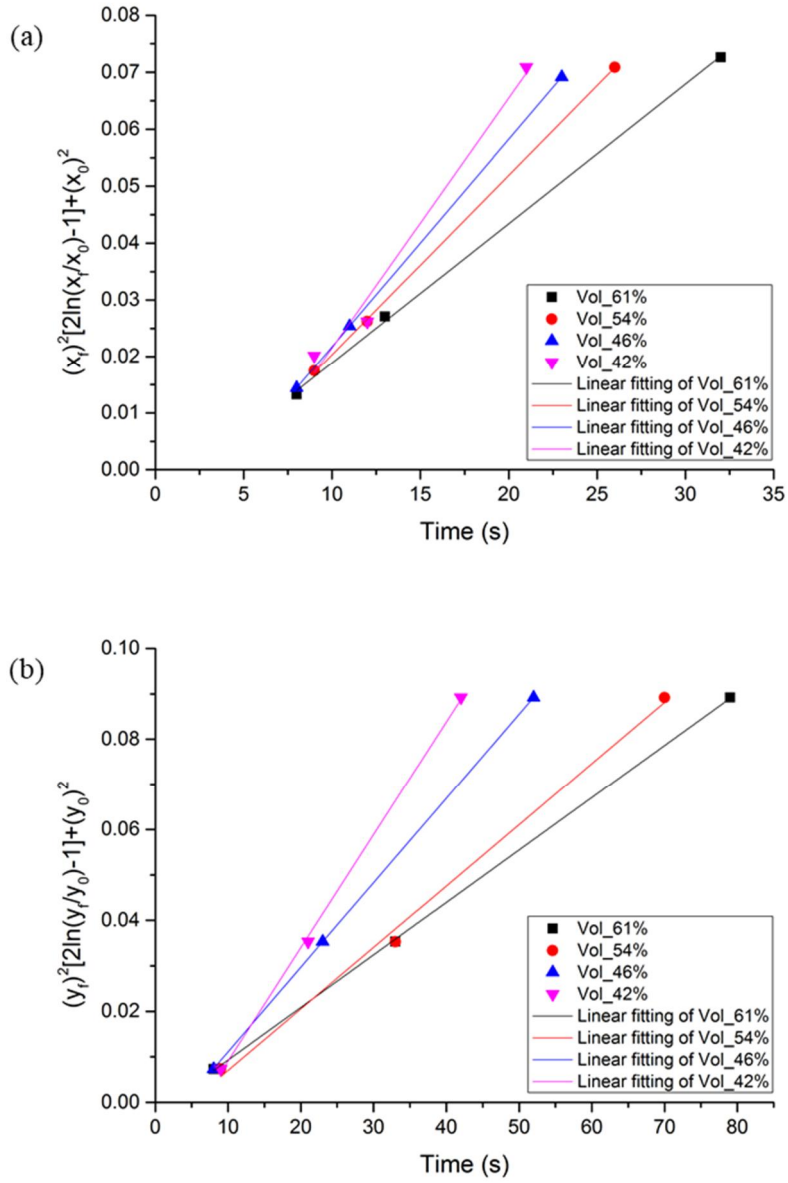 (a)
0.08
0.07
0.06
0.05
0.04
0.03
0.02
0.01
0.00
(x_f)^2[2ln(x_f/x_0)-1]+(x_0)^2
Vol_61%
Vol_54%
Vol_46%
Vol_42%
Linear fitting of Vol_61%
Linear fitting of Vol_54%
Linear fitting of Vol_46%
Linear fitting of Vol_42%
0 5 10 15 20 25 30 35
Time (s)
(b)
0.10
0.08
0.06
0.04
0.02
0.00
(y_f)^2[2ln(y_f/y_0)-1]+(y_0)^2
Vol_61%
Vol_54%
Vol_46%
Vol_42%
Linear fitting of Vol_61%
Linear fitting of Vol_54%
Linear fitting of Vol_46%
Linear fitting of Vol_42%
0 10 20 30 40 50 60 70 80
Time (s)